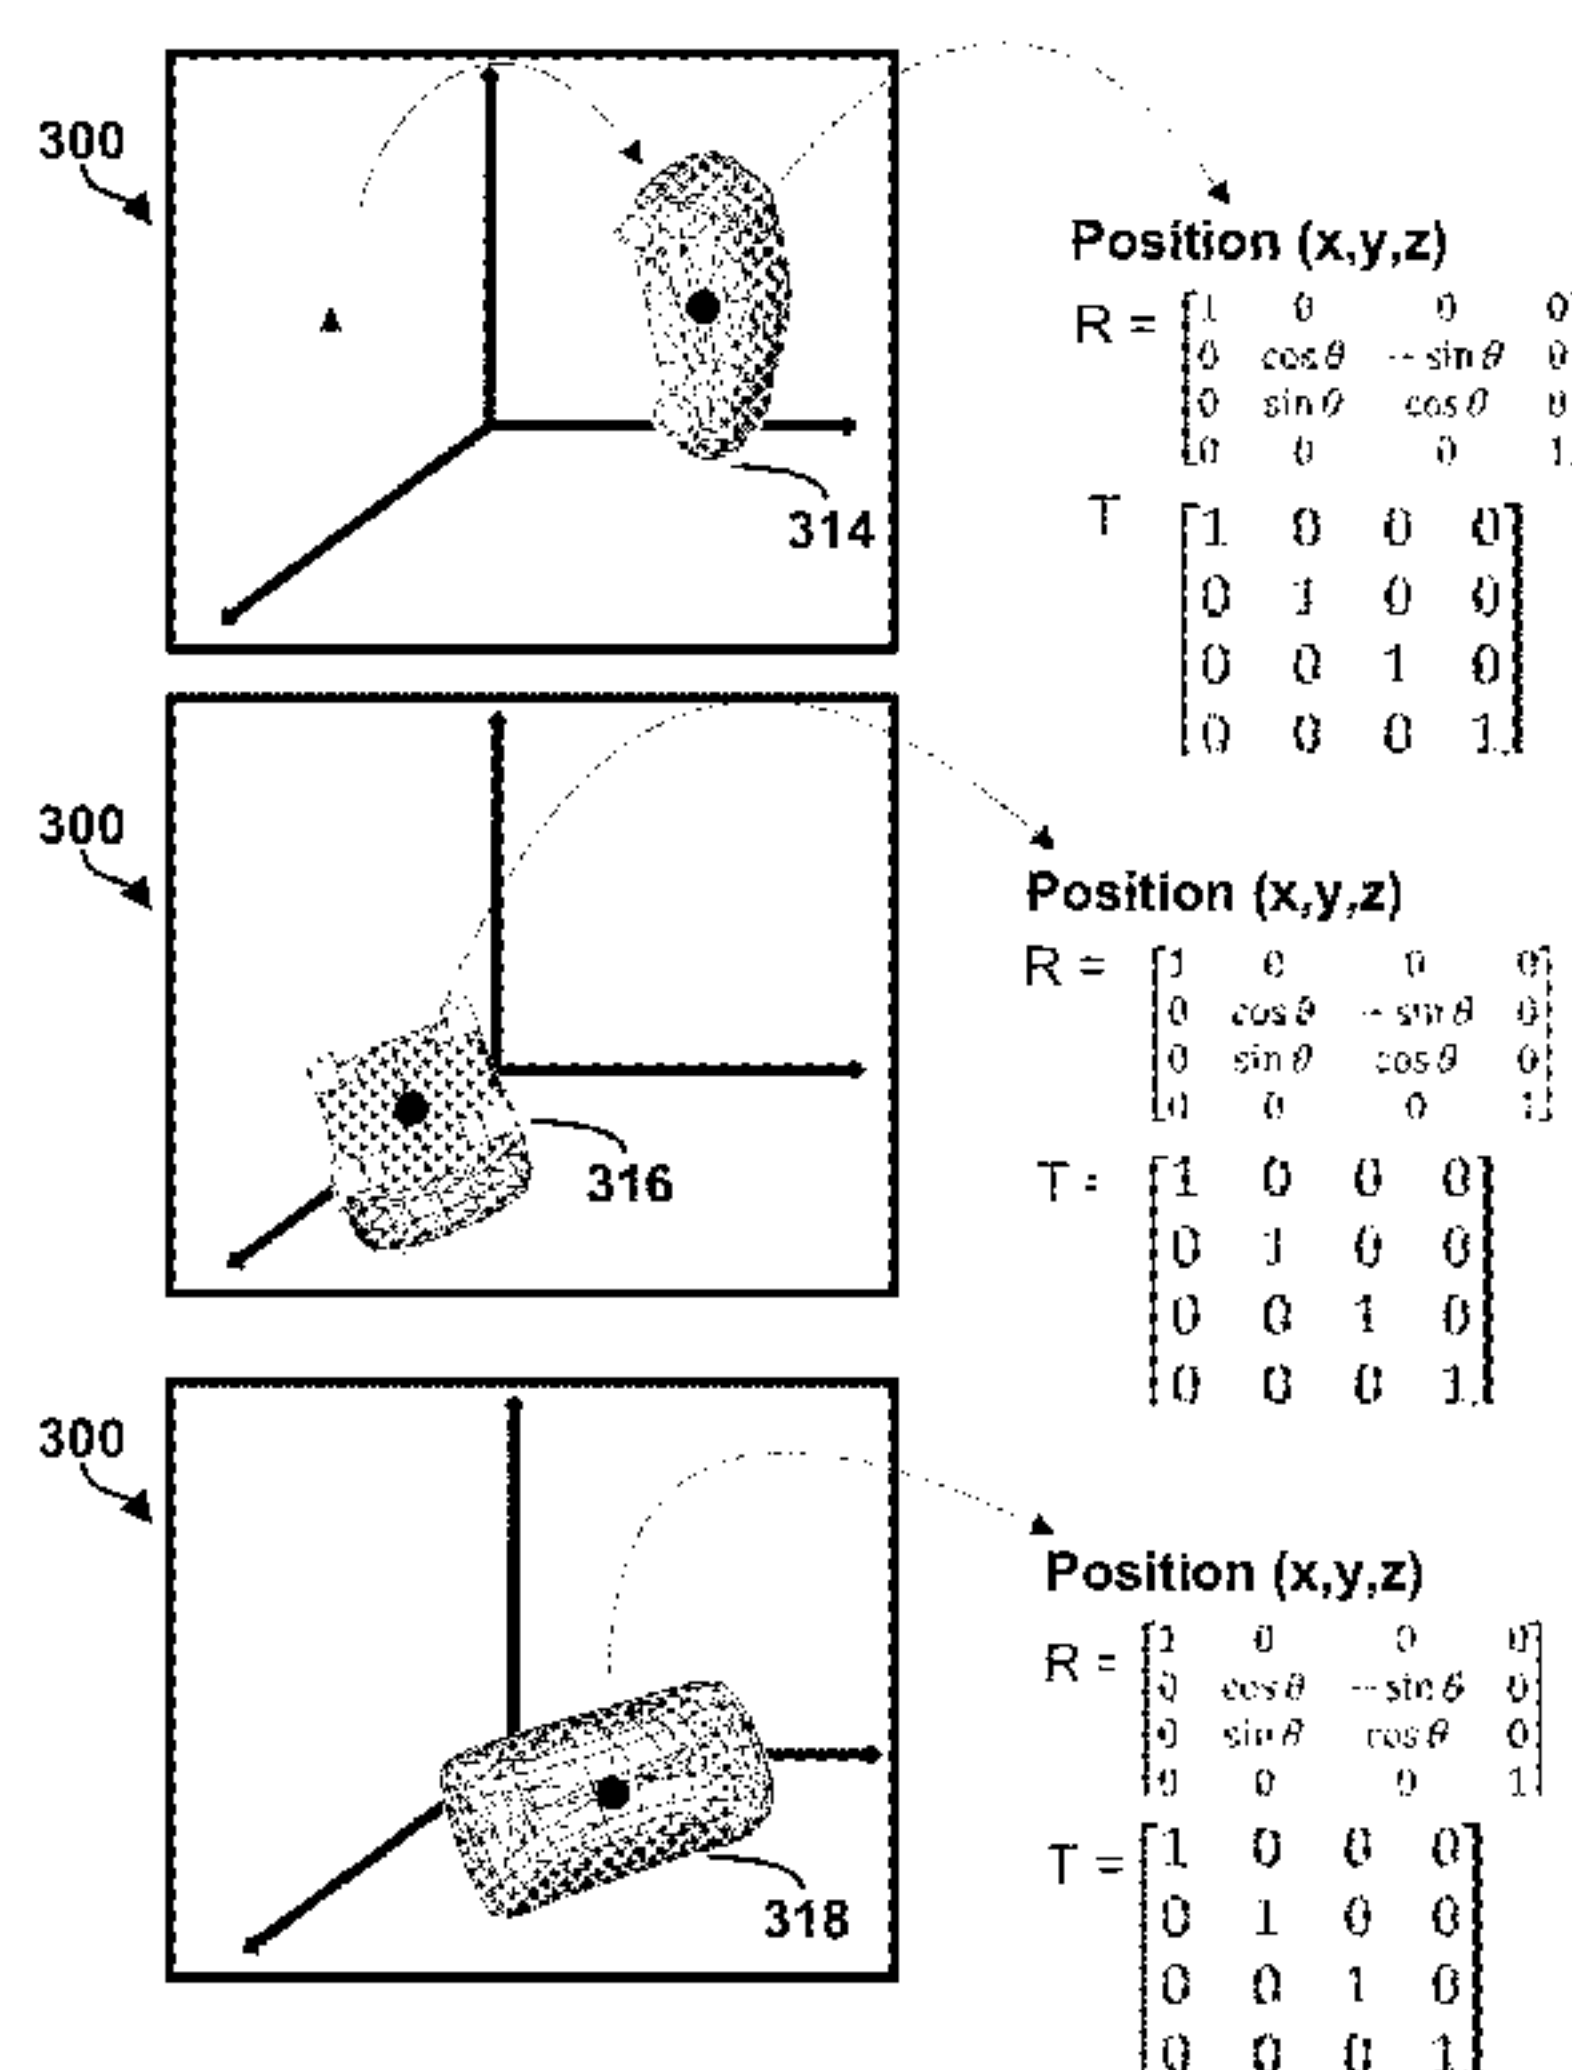 300
314
Position (x,y,z)
R = [1 0 0 0
0 cos θ - sin θ 0
0 sin θ cos θ 0
0 0 0 1]
T [1 0 0 0]
0 1 0 0
0 0 1 0
0 0 0 1
300
316
Position (x,y,z)
R = [1 0 0 0]
0 cos θ - sin θ 0
0 sin θ cos θ 0
0 0 0 1
T = [1 0 0 0]
0 1 0 0
0 0 1 0
0 0 0 1
300
318
Position (x,y,z)
R = [1 0 0 0]
0 cos θ - sin θ 0
0 sin θ cos θ 0
0 0 0 1
T = [1 0 0 0]
0 1 0 0
0 0 1 0
0 0 0 1